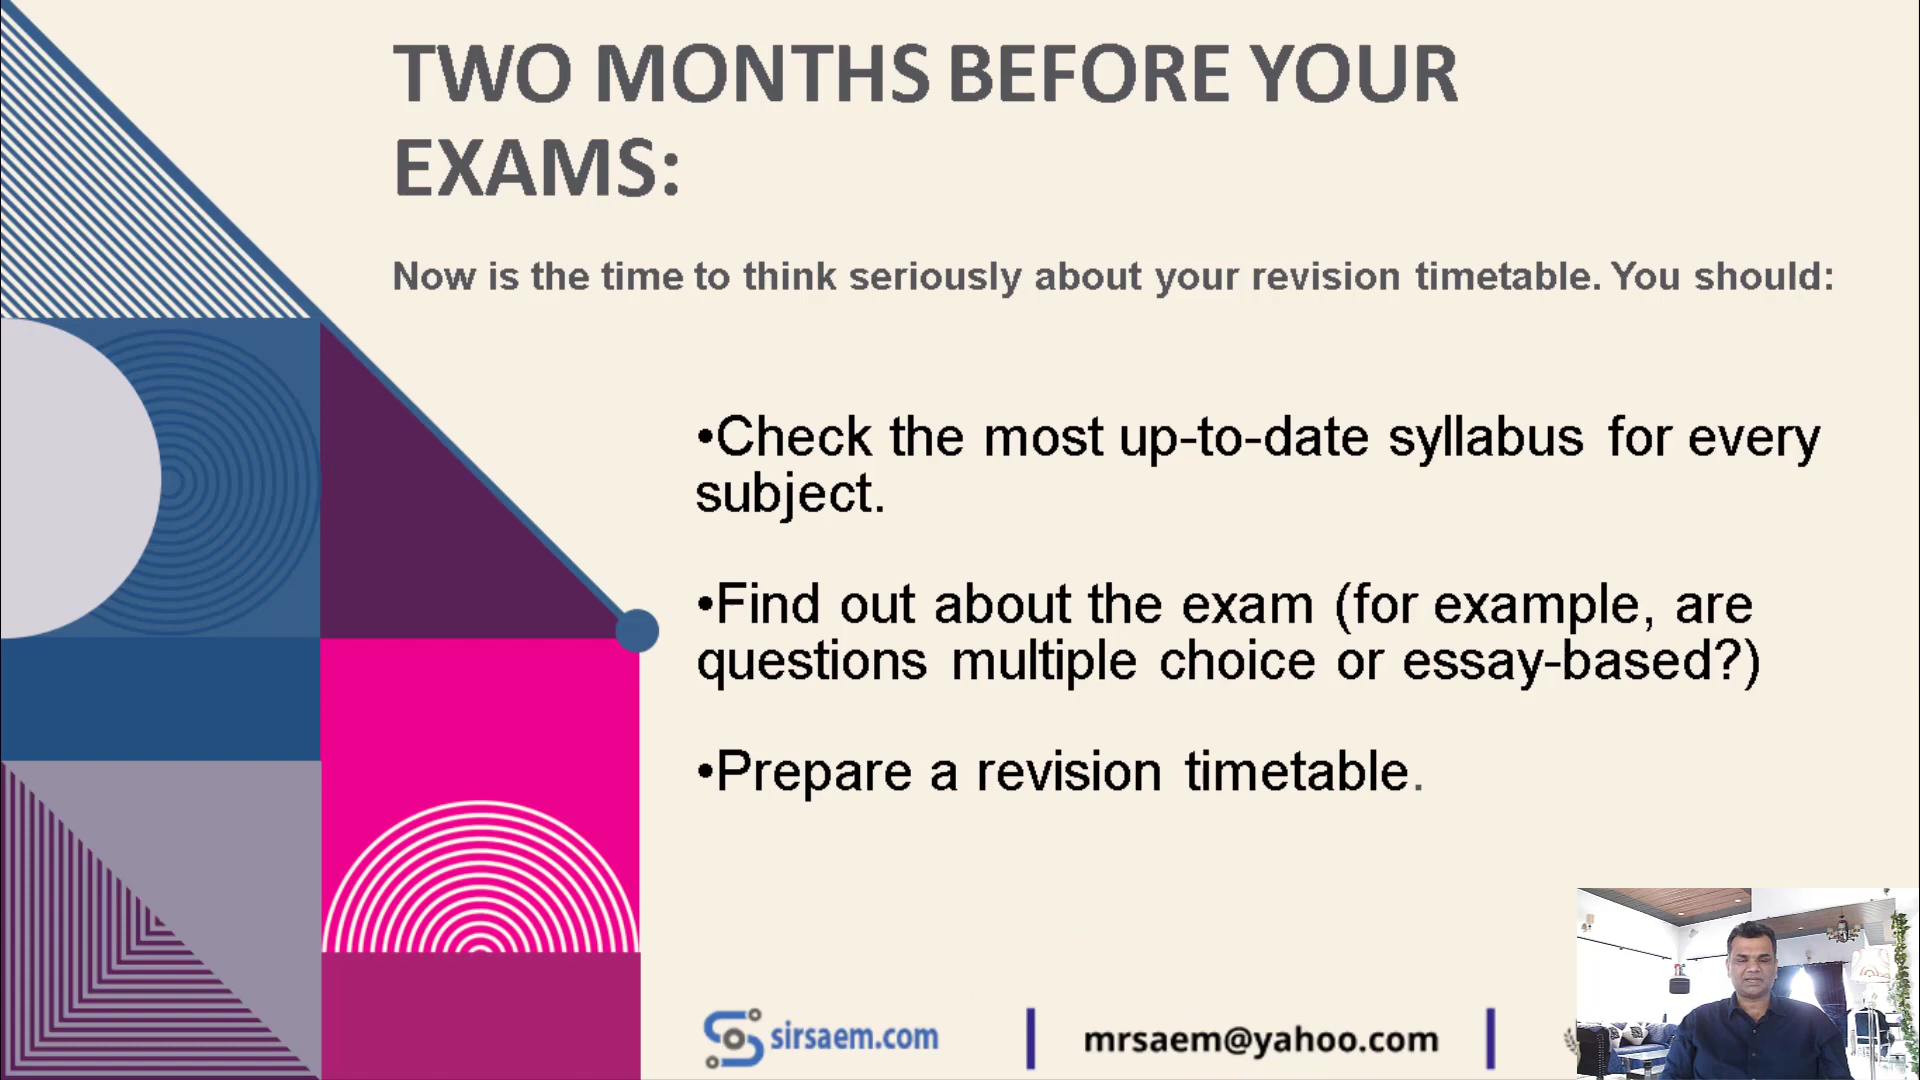 TWO MONTHS BEFORE YOUR
EXAMS:
Now is the time to think seriously about your revision timetable. You should:
•Check the most up-to-date syllabus for every
subject.
•Find out about the exam (for example, are
questions multiple choice or essay-based?)
•Prepare a revision timetable.
sirsaem.com
mrsaem@yahoo.com